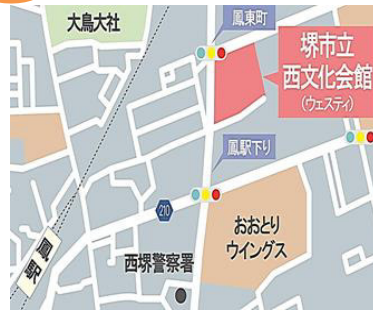 大鳥大社
鳳東町
堺市立
西文化会館
(ウェスティ)
鳳駅下り
210
おおとり
ウイングス
西堺警察署
鳳駅